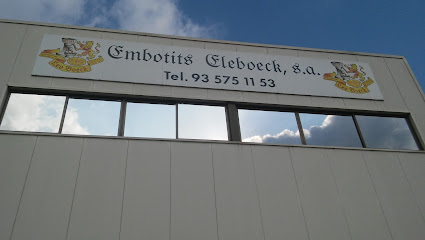 Embotits Eleboeck, s.a.
Tel. 93 575 11 53